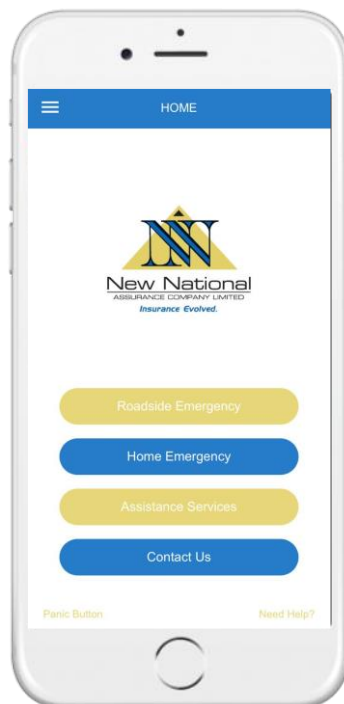 HOME
NN
New National
ASSURANCE COMPANY LIMITED
Insurance Evolved.
Roadside Emergency
Home Emergency
Assistance Services
Contact Us
Panic Button
Need Help?